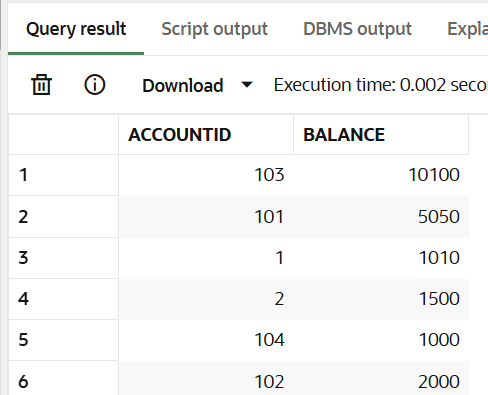 Query result Script output DBMS output Expla
Download Execution time: 0.002 seco
ACCOUNTID BALANCE
1 103 10100
2 101 5050
3 1 1010
4 2 1500
5 104 1000
6 102 2000